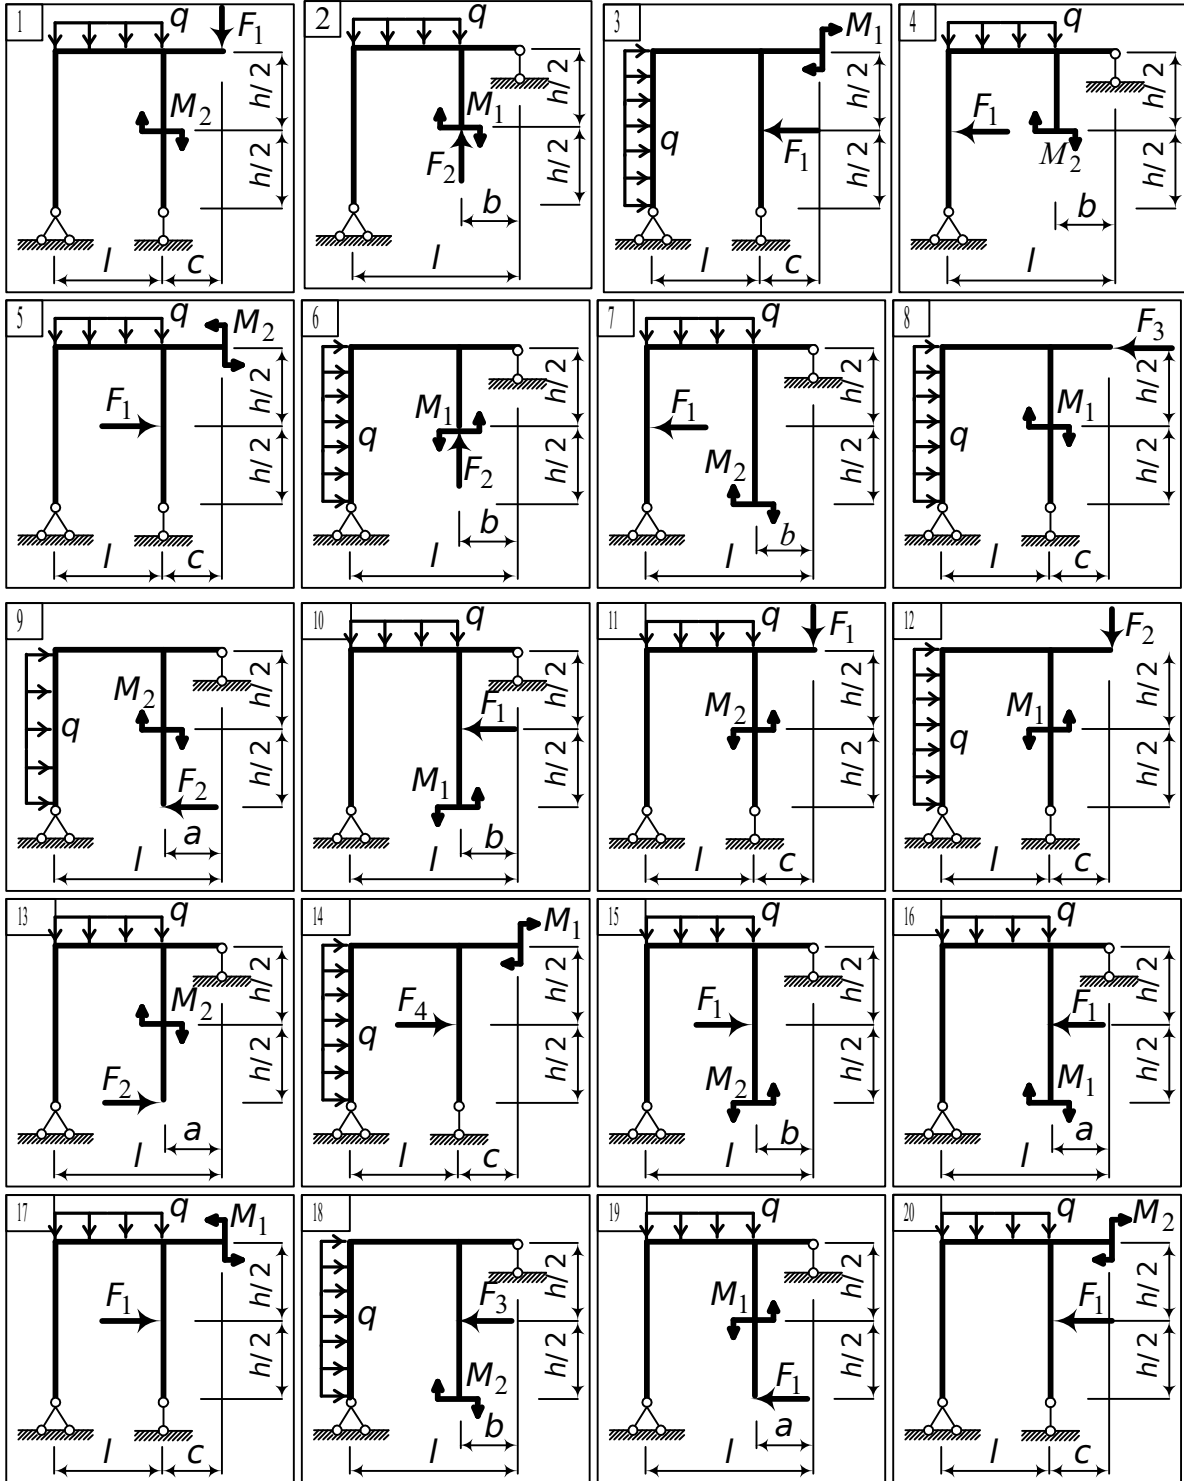 1 q F1 M2 h/2 h/2 l c
2 q M1 F2 h/2 h/2 b l
3 M1 q F1 h/2 h/2 l c
4 q F1 M2 h/2 h/2 b l
5 q M2 F1 h/2 h/2 l c
6 M1 q F2 h/2 h/2 b l
7 q F1 M2 h/2 h/2 b l
8 F3 M1 q h/2 h/2 l c
9 M2 q F2 h/2 h/2 a l
10 q F1 M1 h/2 h/2 b l
11 q F1 M2 h/2 h/2 l c
12 F2 M1 q h/2 h/2 l c
13 q M2 F2 h/2 h/2 a l
14 M1 F4 q h/2 h/2 l c
15 q F1 M2 h/2 h/2 b l
16 q F1 M1 h/2 h/2 a l
17 q M1 F1 h/2 h/2 l c
18 q F3 M2 h/2 h/2 b l
19 q M1 F1 h/2 h/2 a l
20 q M2 F1 h/2 h/2 l c